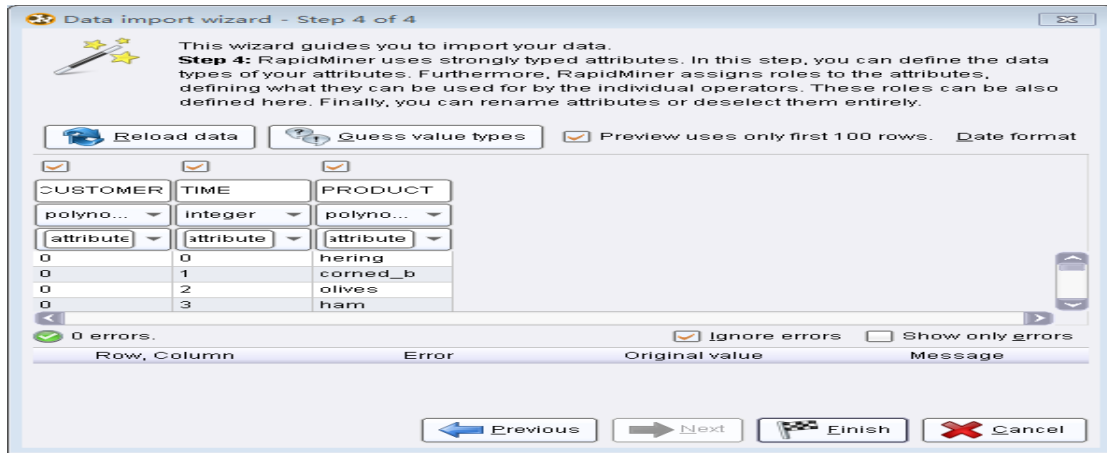 Data import wizard - Step 4 of 4
This wizard guides you to import your data.
Step 4: RapidMiner uses strongly typed attributes. In this step, you can define the data
types of your attributes. Furthermore, RapidMiner assigns roles to the attributes,
defining what they can be used for by the individual operators. These roles can be also
defined here. Finally, you can rename attributes or deselect them entirely.
Reload data Guess value types Preview uses only first 100 rows. Date format
CUSTOMER TIME PRODUCT
polyno... integer polyno...
attribute attribute attribute
0 0 hering
0 1 corned_b
0 2 olives
0 3 ham
0 errors. Ignore errors Show only errors
Row, Column Error Original value Message
Previous Next Finish Cancel